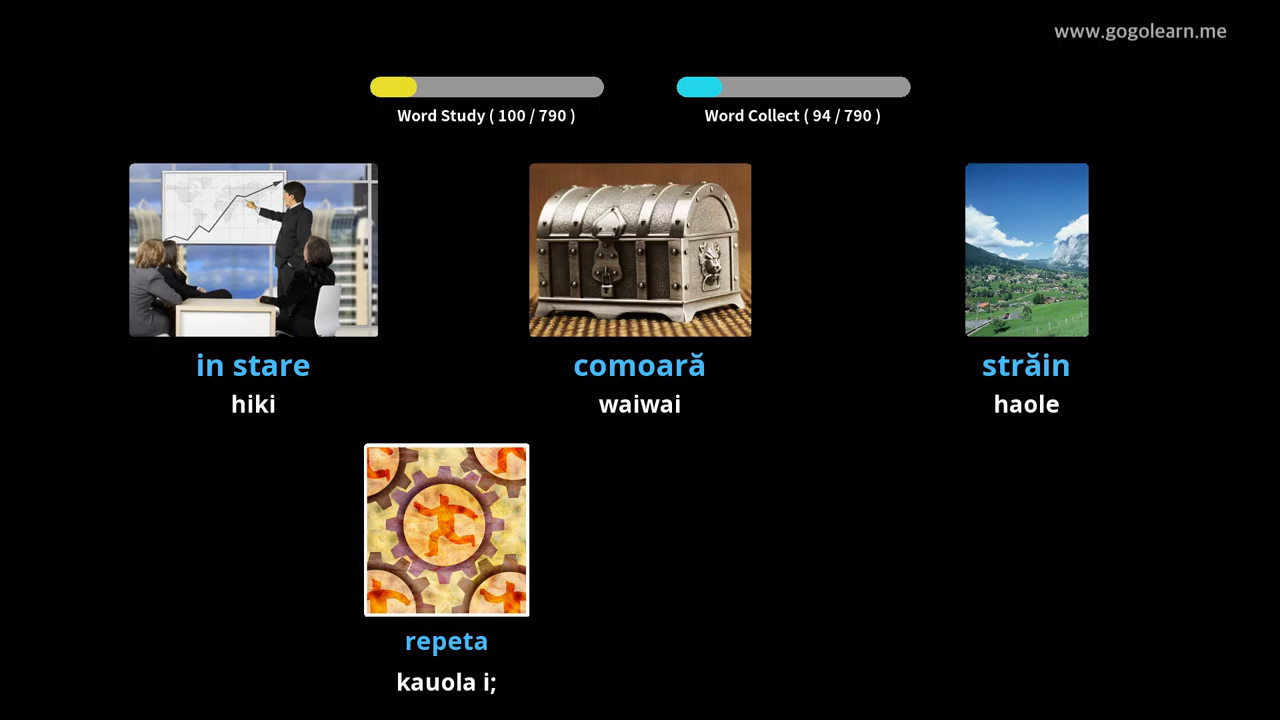 www.gogolearn.me
Word Study ( 100 / 790 )
Word Collect ( 94 / 790 )
in stare
hiki
comoară
waiwai
străin
haole
repeta
kauola i;